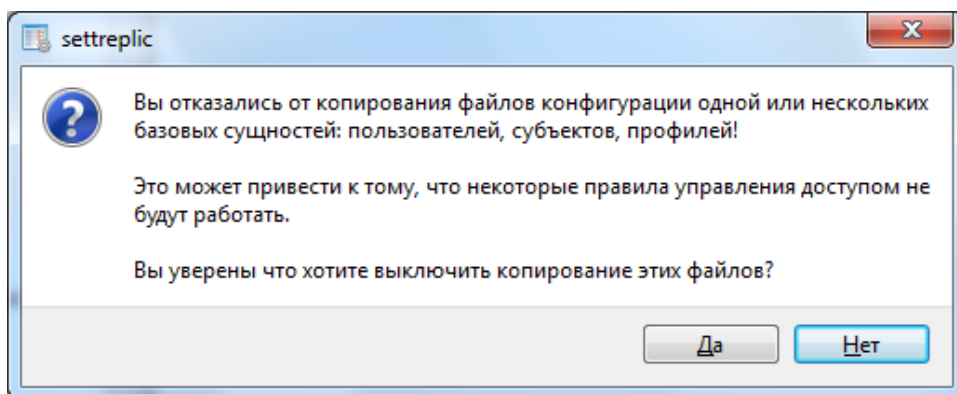 settreplic
Вы отказались от копирования файлов конфигурации одной или нескольких
базовых сущностей: пользователей, субъектов, профилей!
Это может привести к тому, что некоторые правила управления доступом не
будут работать.
Вы уверены что хотите выключить копирование этих файлов?
Да
Нет